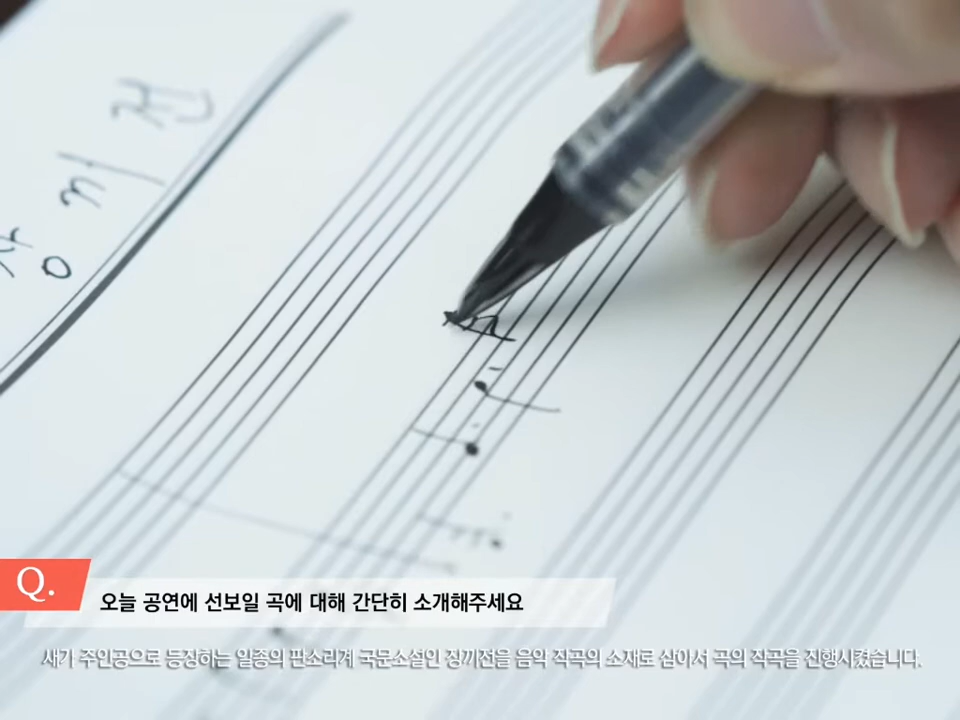 장끼전
Q.
오늘 공연에 선보일 곡에 대해 간단히 소개해주세요
새가 주인공으로 등장하는 일종의 판소리계 국문소설인 장끼전을 음악 작곡의 소재로 삼아서 곡의 작곡을 진행시켰습니다.